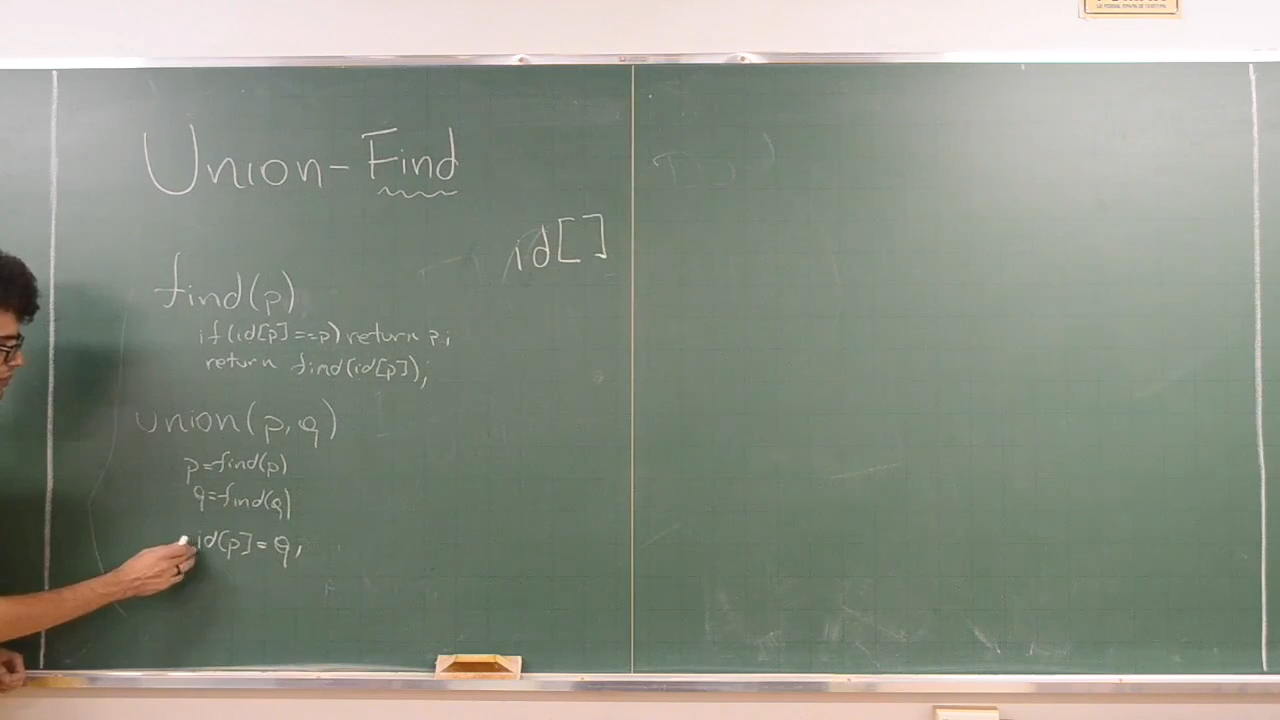 Union-Find
id[]
find(p)
if(id[p]==p) return p;
return find(id[p]);
union(p,q)
p=find(p)
q=find(q)
id[p]=q;